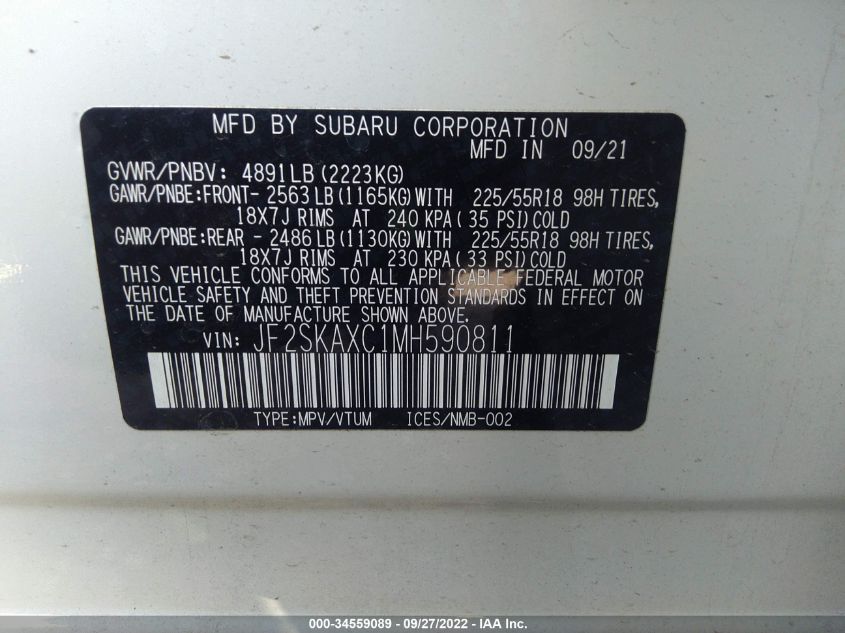 MFD BY SUBARU CORPORATION
MFD IN 09/21
GVWR/PNBV: 4891LB(2223KG)
GAWR/PNBE:FRONT- 2563LB(1165KG)WITH 225/55R18 98H TIRES,
18X7J RIMS AT 240 KPA( 35 PSI)COLD
GAWR/PNBE:REAR - 2486LB(1130KG)WITH 225/55R18 98H TIRES,
18X7J RIMS AT 230 KPA( 33 PSI)COLD
THIS VEHICLE CONFORMS TO ALL APPLICABLE FEDERAL MOTOR
VEHICLE SAFETY AND THEFT PREVENTION STANDARDS IN EFFECT ON
THE DATE OF MANUFACTURE SHOWN ABOVE.
VIN: JF2SKAXC1MH590811
TYPE:MPV/VTUM ICES/NMB-002
000-34559089 - 09/27/2022 - IAA Inc.